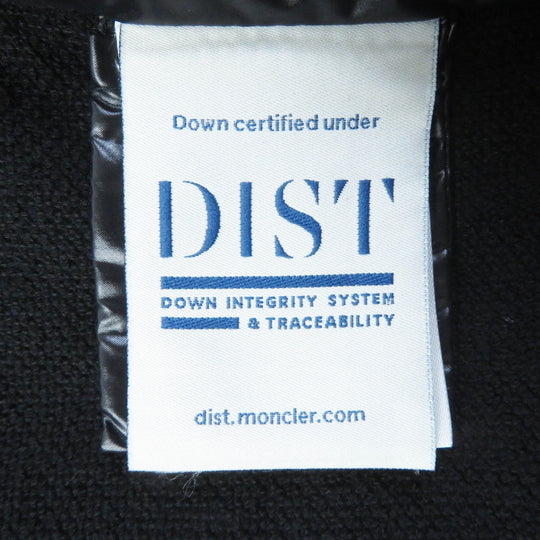 Down certified under
DIST
DOWN INTEGRITY SYSTEM
& TRACEABILITY
dist.moncler.com